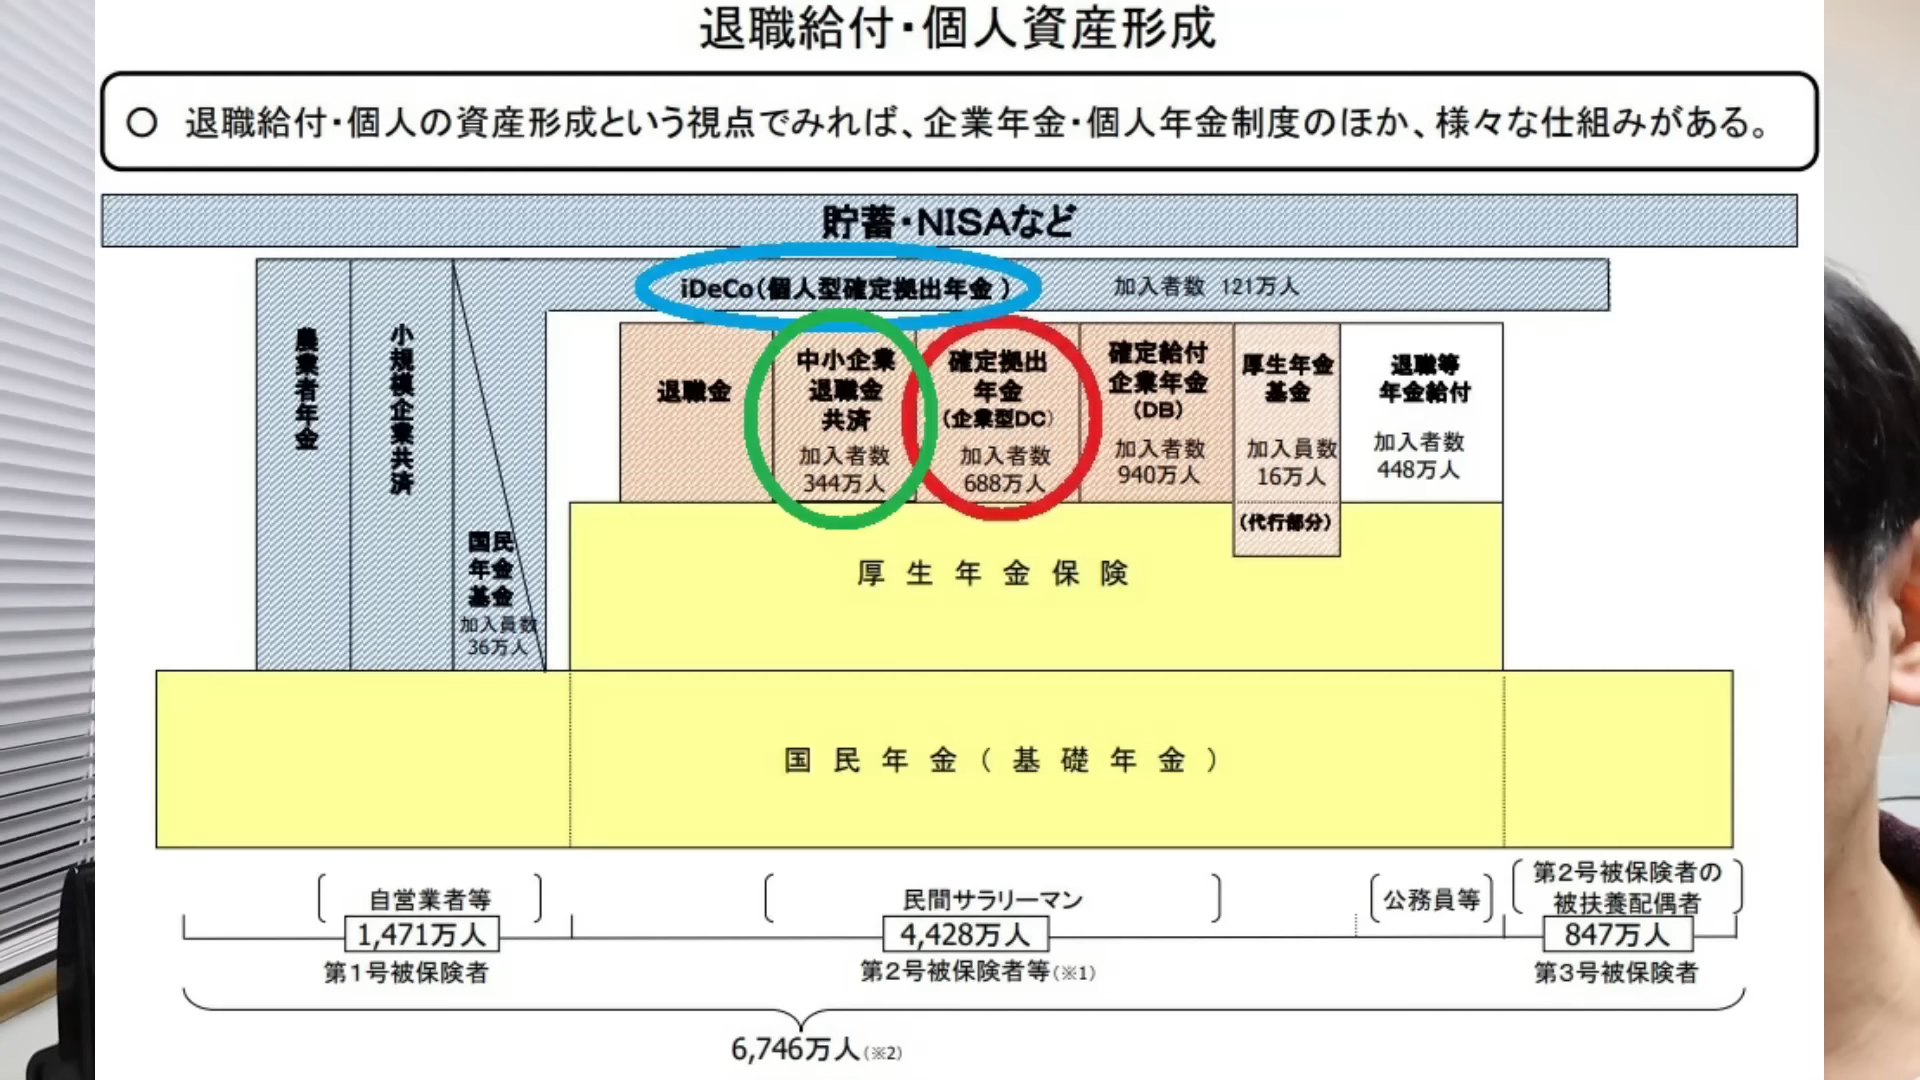 退職給付・個人資産形成
○ 退職給付・個人の資産形成という視点でみれば、企業年金・個人年金制度のほか、様々な仕組みがある。
貯蓄・NISAなど
iDeCo(個人型確定拠出年金)
加入者数 121万人
農業者年金
小規模企業共済
国民
年金
基金
加入員数
36万人
退職金
中小企業
退職金
共済
加入者数
344万人
確定拠出
年金
(企業型DC)
加入者数
688万人
確定給付
企業年金
(DB)
加入者数
940万人
厚生年金
基金
加入員数
16万人
(代行部分)
退職等
年金給付
加入者数
448万人
厚生年金保険
国民年金(基礎年金)
自営業者等
1,471万人
第1号被保険者
民間サラリーマン
4,428万人
第2号被保険者等(※1)
公務員等
第2号被保険者の
被扶養配偶者
847万人
第3号被保険者
6,746万人(※2)